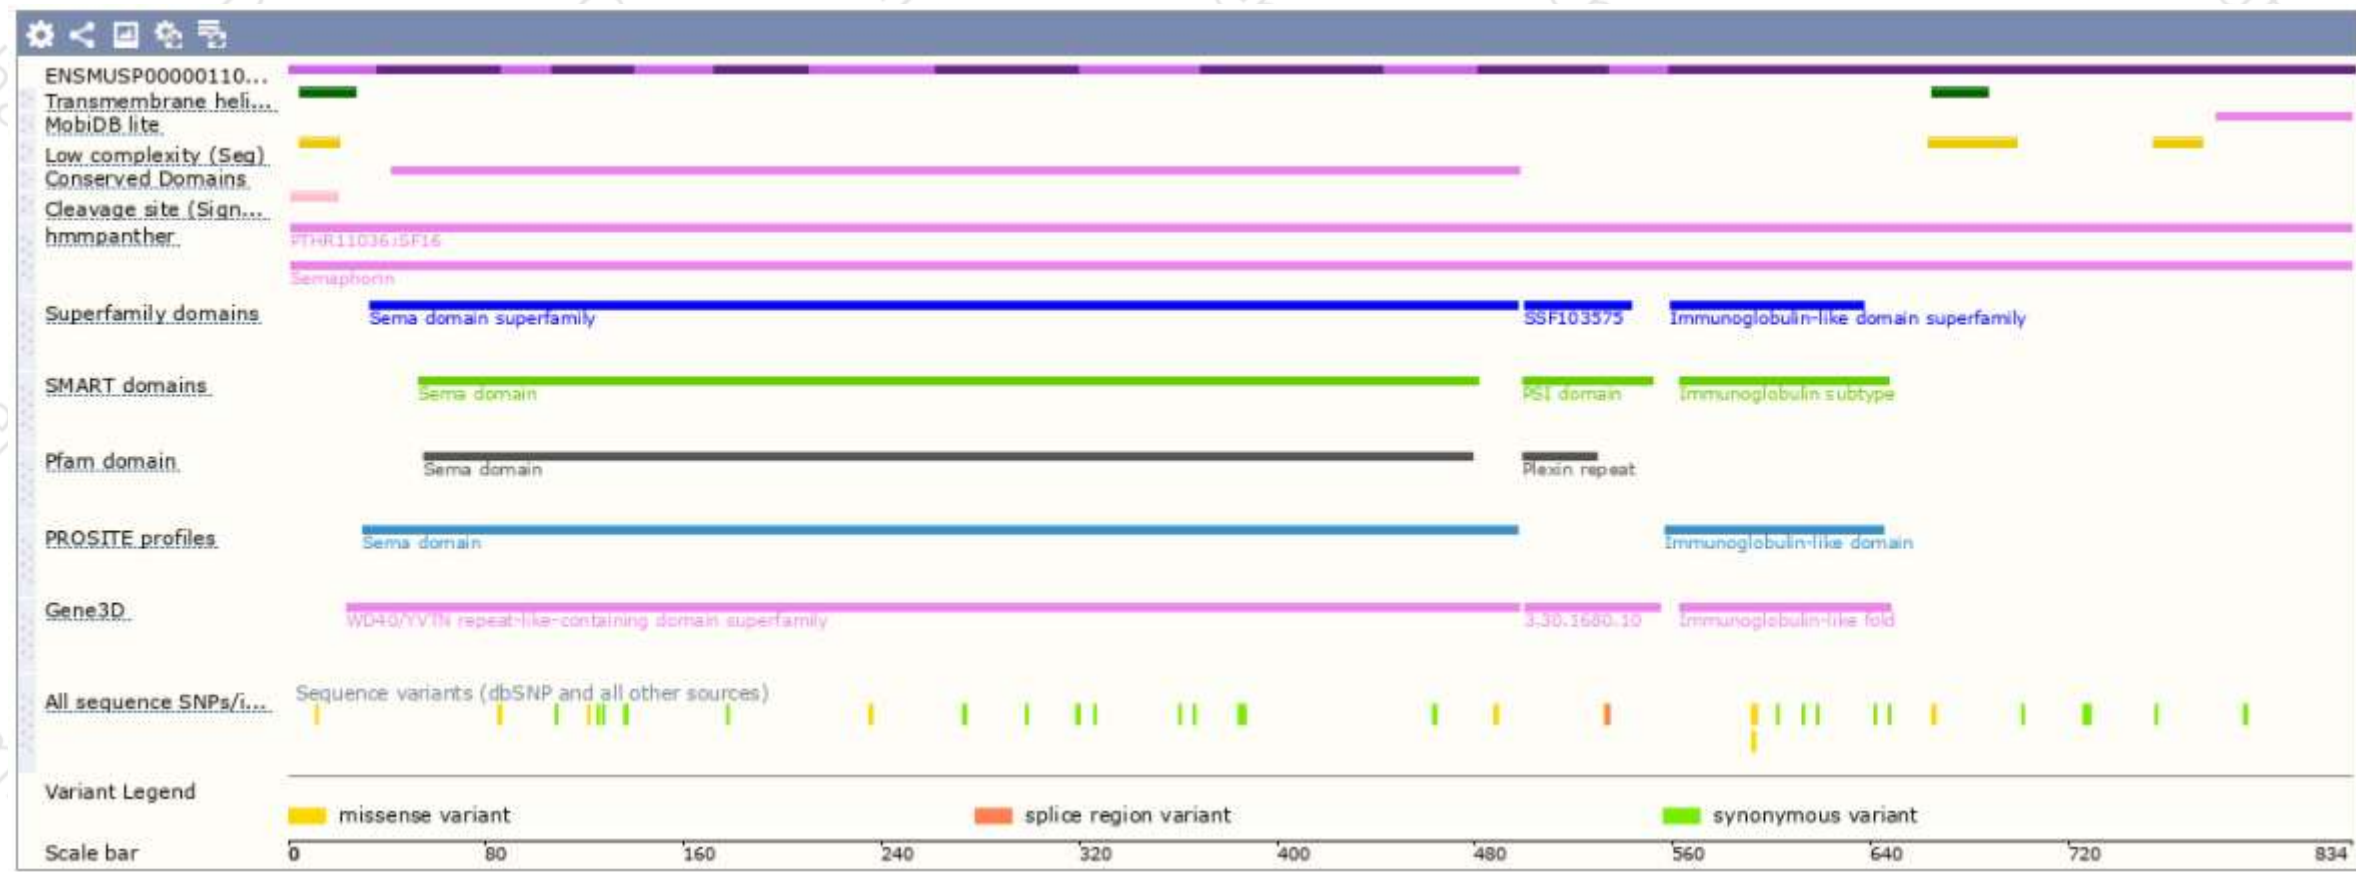 ENSMUSP00000110...
Transmembrane heli...
MobiDB lite
Low complexity (Seg)
Conserved Domains
Cleavage site (Sign...
hmmpanther
PTHR11036:SF16
Semaphorin
Superfamily domains
Sema domain superfamily
SSF103575
Immunoglobulin-like domain superfamily
SMART domains
Sema domain
PSI domain
Immunoglobulin subtype
Pfam domain
Sema domain
Plexin repeat
PROSITE profiles
Sema domain
Immunoglobulin-like domain
Gene3D
WD40/YVTN repeat-like-containing domain superfamily
3.30.1680.10
Immunoglobulin-like fold
All sequence SNPs/i...
Sequence variants (dbSNP and all other sources)
Variant Legend
missense variant
splice region variant
synonymous variant
Scale bar
0 80 160 240 320 400 480 560 640 720 834